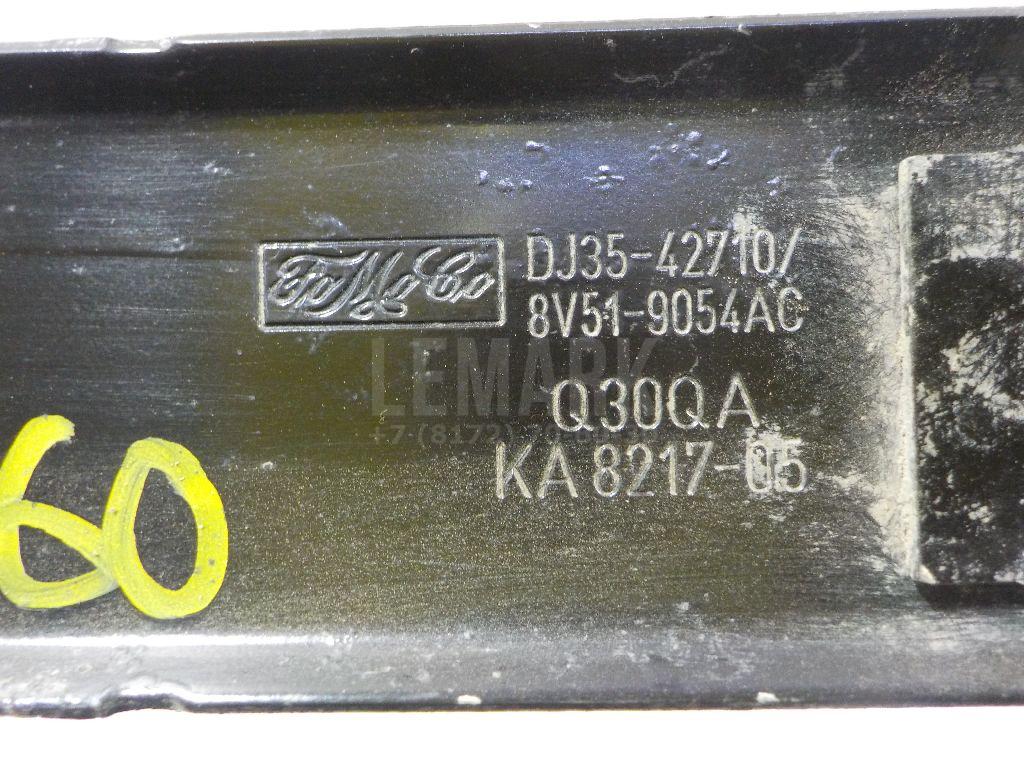 FoMoCo
DJ35-42710/
8V51-9054AC
LEMARK
Q30QA
KA 8217-05
60